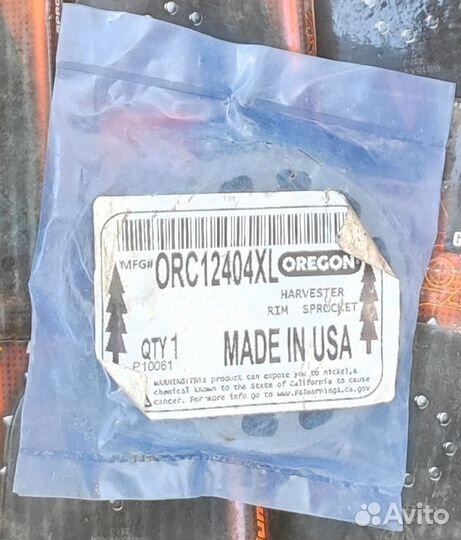 MFG# ORC12404XL OREGON
HARVESTER
RIM SPROCKET
QTY 1 MADE IN USA
P10061
WARNING: This product can expose you to nickel, a
chemical known to the State of California to cause
cancer. For more info go to www.P65warnings.ca.gov
Avito